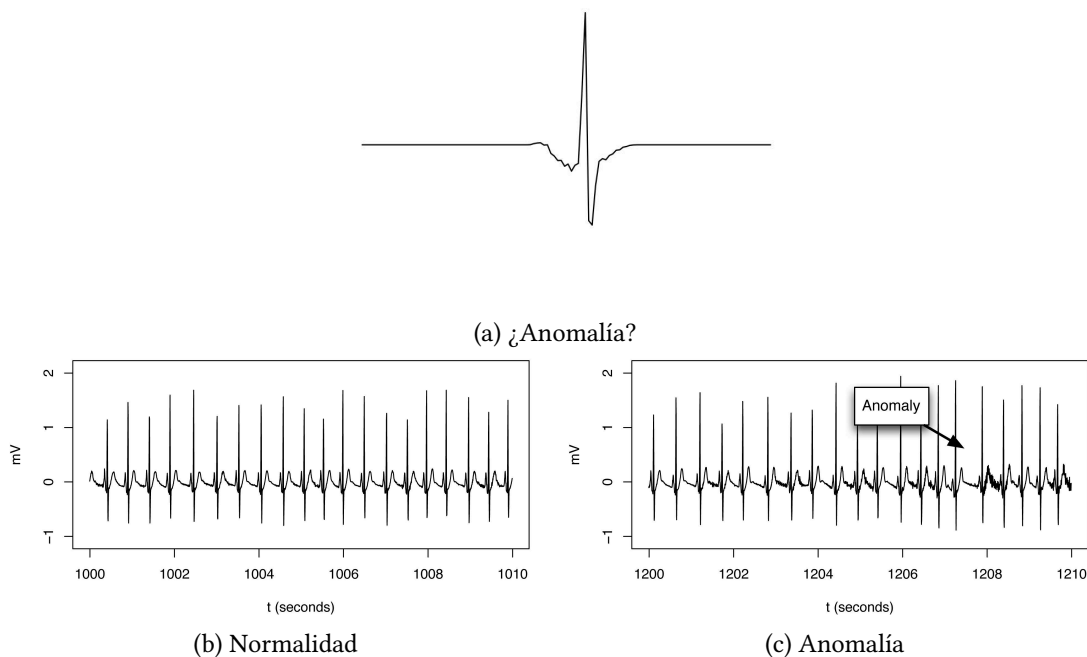 (a) ¿Anomalía?
mV
2
1
0
-1
1000 1002 1004 1006 1008 1010
t (seconds)
(b) Normalidad
mV
2
1
0
-1
Anomaly
1200 1202 1204 1206 1208 1210
t (seconds)
(c) Anomalía